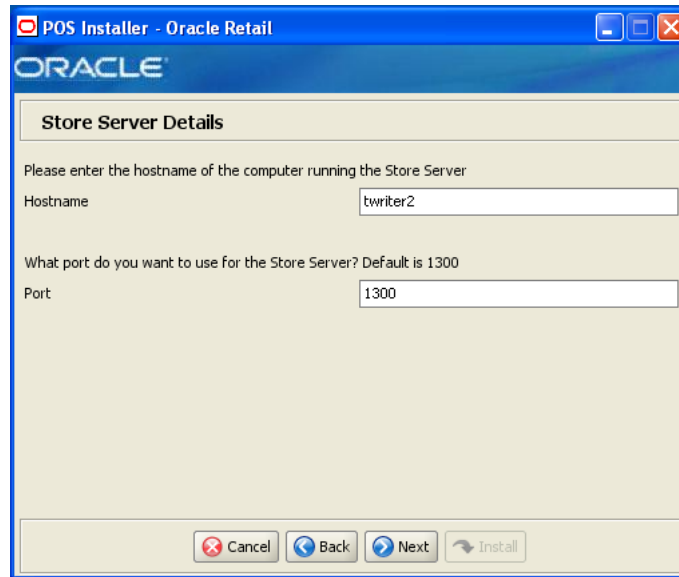 POS Installer - Oracle Retail
ORACLE
Store Server Details
Please enter the hostname of the computer running the Store Server
Hostname
twriter2
What port do you want to use for the Store Server? Default is 1300
Port
1300
Cancel
Back
Next
Install